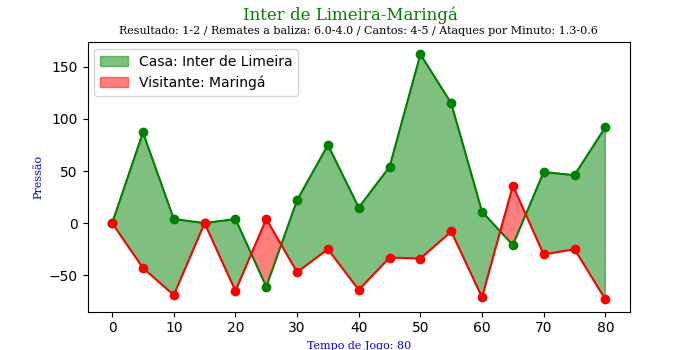 Inter de Limeira-Maringá
Resultado: 1-2 / Remates a baliza: 6.0-4.0 / Cantos: 4-5 / Ataques por Minuto: 1.3-0.6
Casa: Inter de Limeira
Visitante: Maringá
Pressão
150
100
50
0
−50
0 10 20 30 40 50 60 70 80
Tempo de Jogo: 80